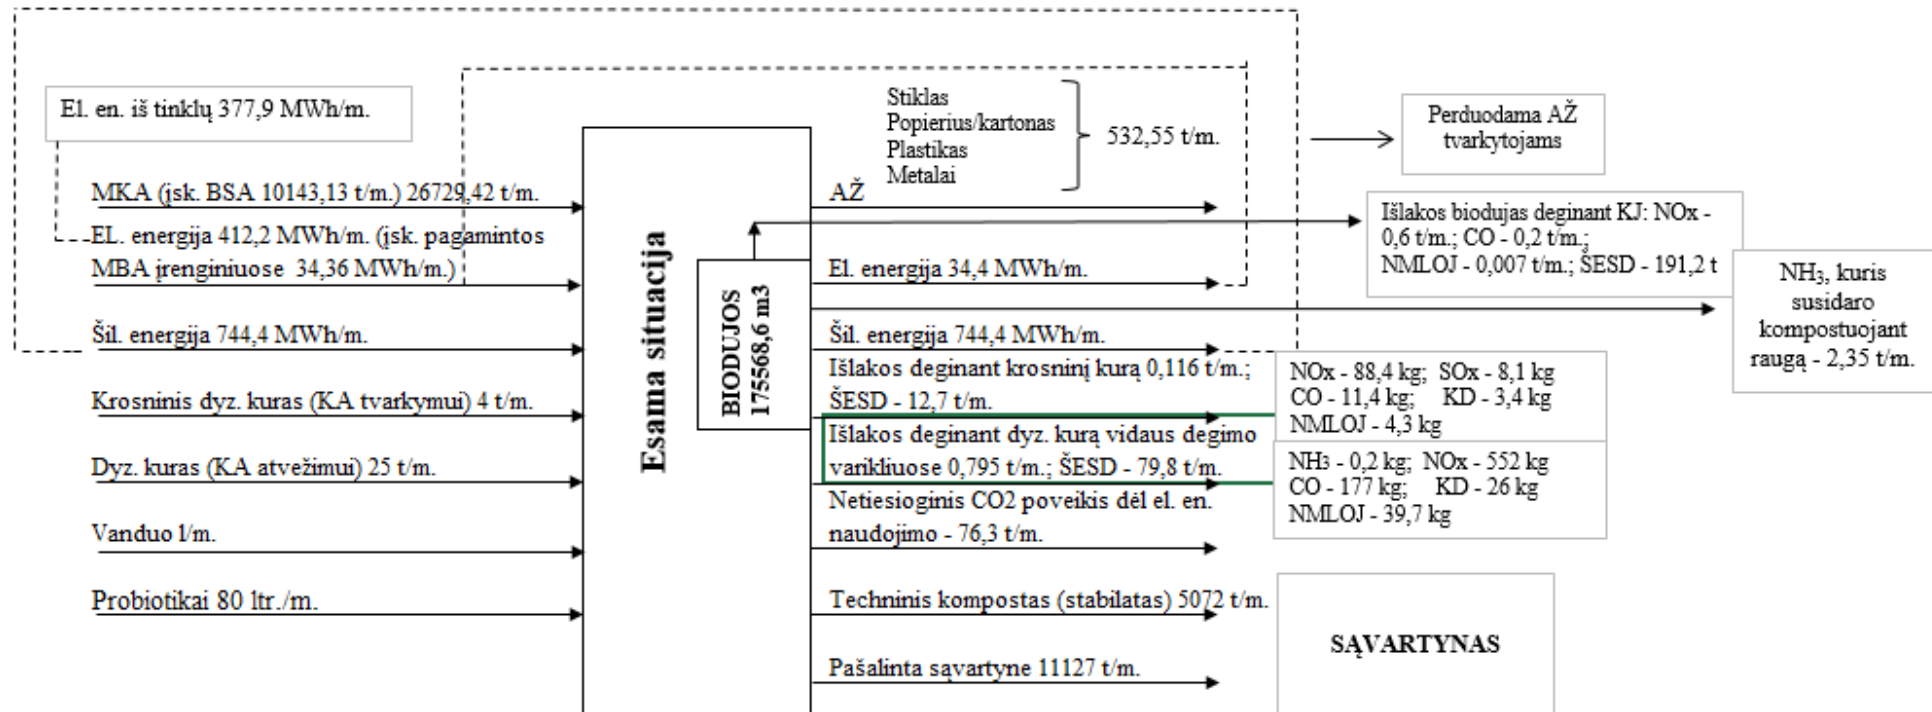 El. en. iš tinklų 377,9 MWh/m.
MKA (įsk. BSA 10143,13 t/m.) 26729,42 t/m.
EL. energija 412,2 MWh/m. (įsk. pagamintos
MBA įrenginiuose 34,36 MWh/m.)
Šil. energija 744,4 MWh/m.
Krosninis dyz. kuras (KA tvarkymui) 4 t/m.
Dyz. kuras (KA atvežimui) 25 t/m.
Vanduo l/m.
Probiotikai 80 ltr./m.
Esama situacija
BIODUJOS
175568,6 m3
Stiklas
Popierius/kartonas
Plastikas
Metalai
532,55 t/m.
AŽ
El. energija 34,4 MWh/m.
Šil. energija 744,4 MWh/m.
Išlakos deginant krosninį kurą 0,116 t/m.;
ŠESD - 12,7 t/m.
Išlakos deginant dyz. kurą vidaus degimo
varikliuose 0,795 t/m.; ŠESD - 79,8 t/m.
Netiesioginis CO2 poveikis dėl el. en.
naudojimo - 76,3 t/m.
Techninis kompostas (stabilatas) 5072 t/m.
Pašalinta sąvartyne 11127 t/m.
Perduodama AŽ
tvarkytojams
Išlakos biodujas deginant KJ: NOx -
0,6 t/m.; CO - 0,2 t/m.;
NMLOJ - 0,007 t/m.; ŠESD - 191,2 t
NH₃, kuris
susidaro
kompostuojant
raugą - 2,35 t/m.
NOx - 88,4 kg; SOx - 8,1 kg
CO - 11,4 kg; KD - 3,4 kg
NMLOJ - 4,3 kg
NH₃ - 0,2 kg; NOx - 552 kg
CO - 177 kg; KD - 26 kg
NMLOJ - 39,7 kg
SĄVARTYNAS